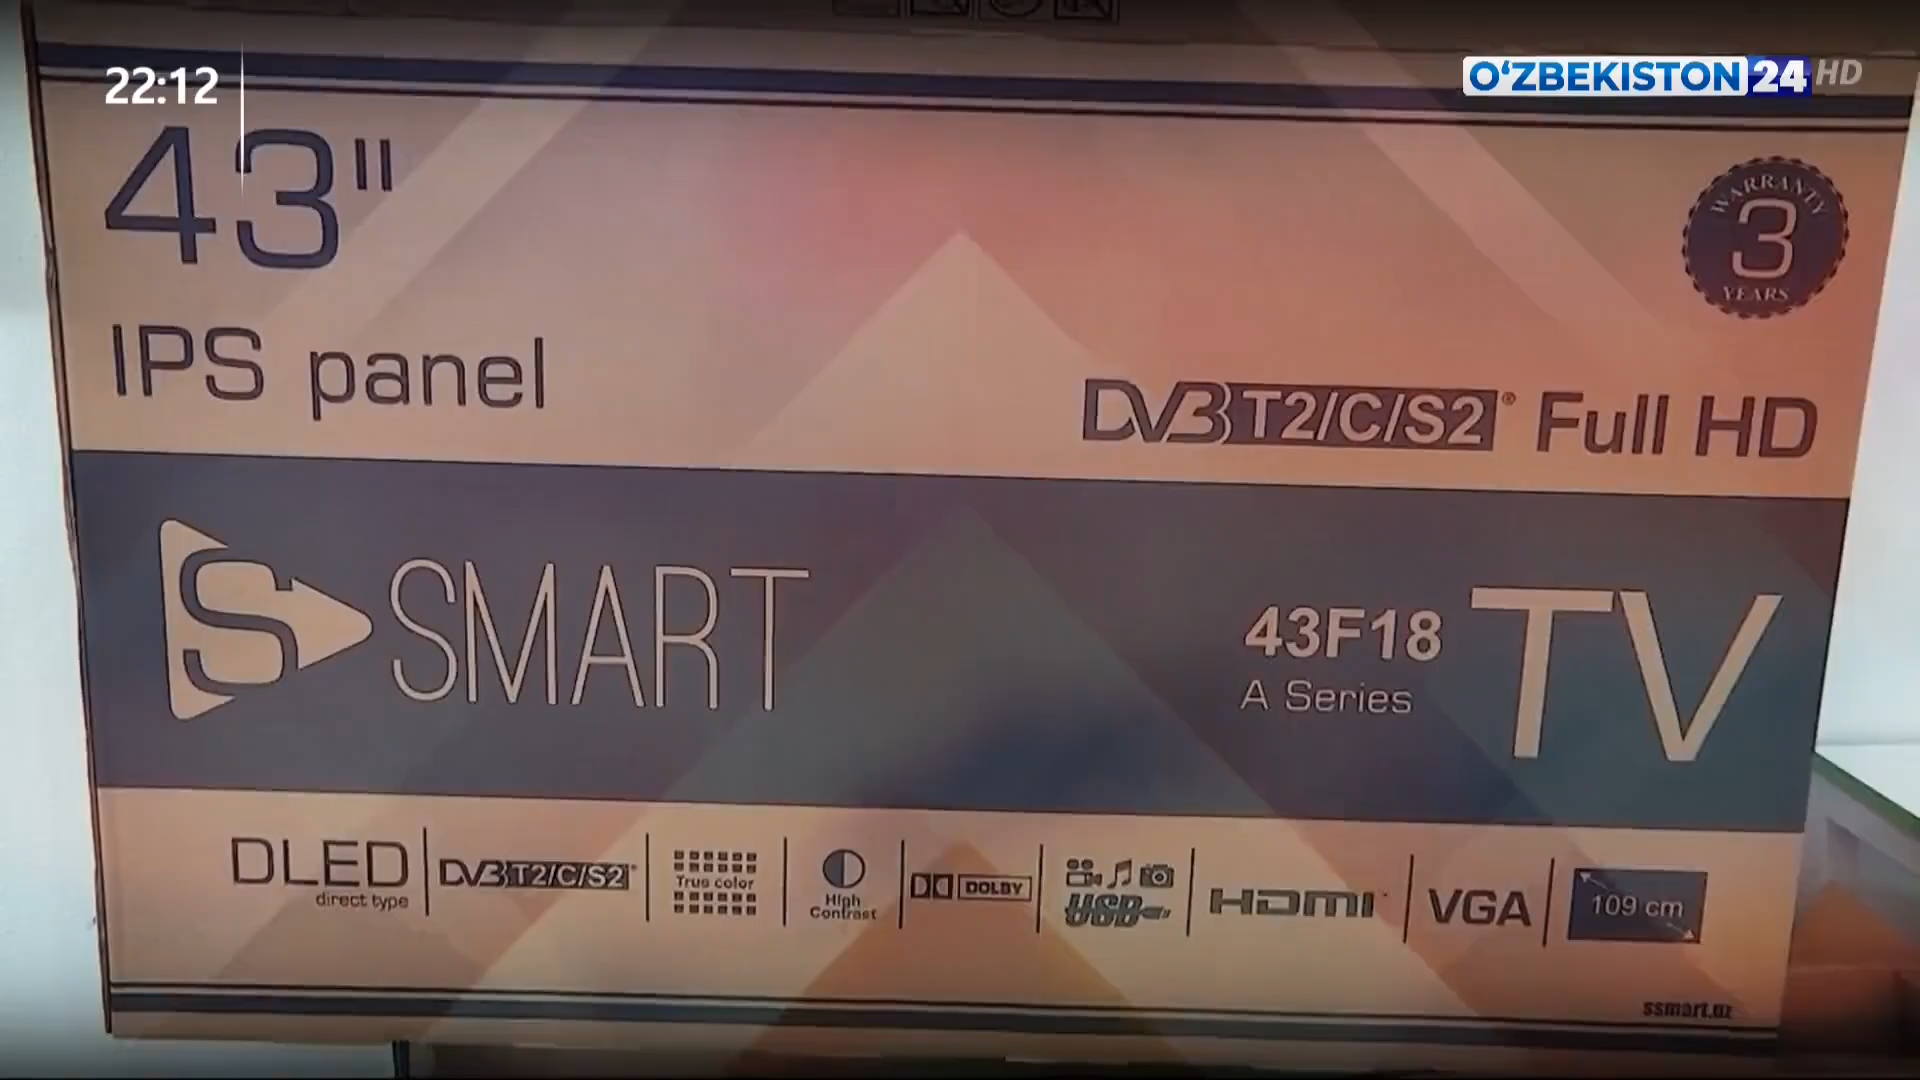 22:12
O‘ZBEKISTON 24 HD
43"
WARRANTY
3
YEARS
IPS panel
DVB T2/C/S2 Full HD
S SMART
43F18
A Series
TV
DLED
direct type
DVB T2/C/S2
True color
High
Contrast
DOLBY
USB
HDMI
VGA
109 cm
ssmart.uz